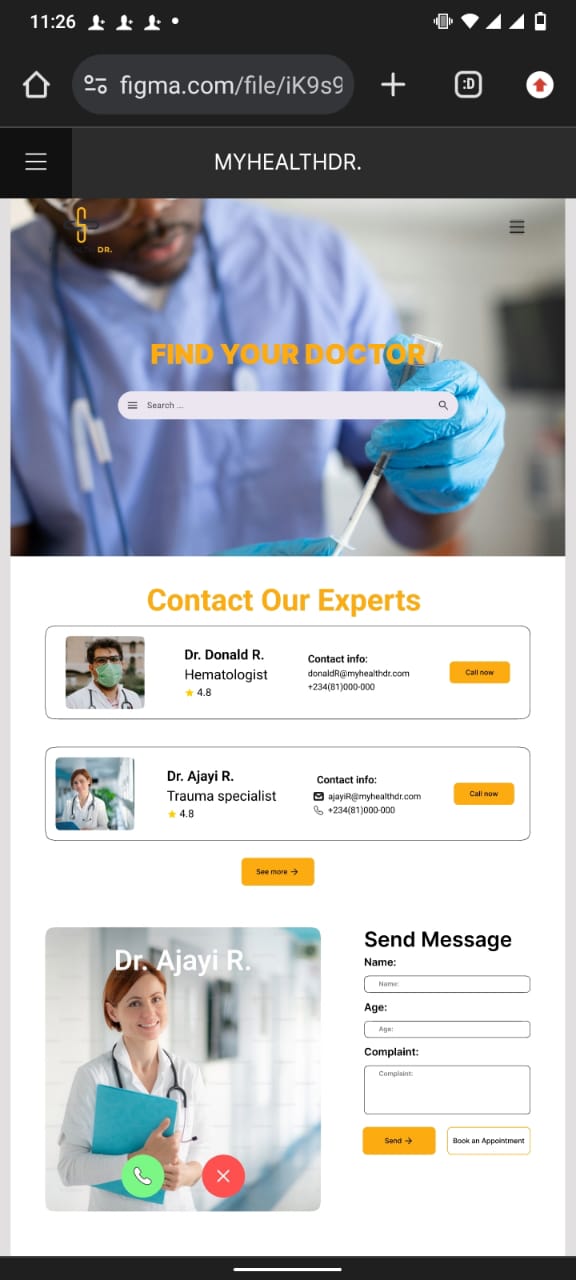 11:26
figma.com/file/iK9s9
:D
MYHEALTHDR.
S
DR.
FIND YOUR DOCTOR
Search ...
Contact Our Experts
Dr. Donald R.
Hematologist
4.8
Contact info:
donaldR@myhealthdr.com
+234(81)000-000
Call now
Dr. Ajayi R.
Trauma specialist
4.8
Contact info:
ajayiR@myhealthdr.com
+234(81)000-000
Call now
See more →
Dr. Ajayi R.
Send Message
Name:
Name:
Age:
Age:
Complaint:
Complaint:
Send →
Book an Appointment